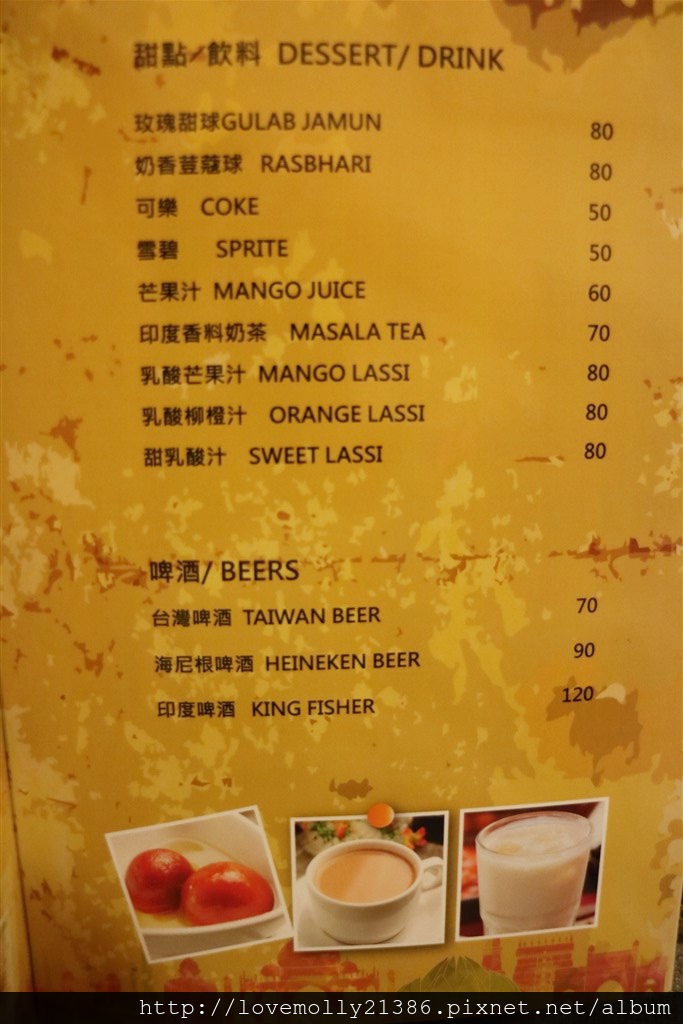 甜點/飲料 DESSERT/ DRINK
玫瑰甜球GULAB JAMUN 80
奶香荳蔻球 RASBHARI 80
可樂 COKE 50
雪碧 SPRITE 50
芒果汁 MANGO JUICE 60
印度香料奶茶 MASALA TEA 70
乳酸芒果汁 MANGO LASSI 80
乳酸柳橙汁 ORANGE LASSI 80
甜乳酸汁 SWEET LASSI 80
啤酒/ BEERS
台灣啤酒 TAIWAN BEER 70
海尼根啤酒 HEINEKEN BEER 90
印度啤酒 KING FISHER 120
http://lovemolly21386.pixnet.net/album